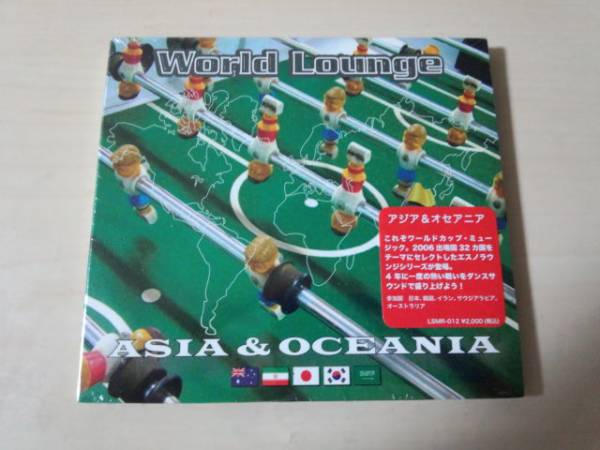 World Lounge
アジア＆オセアニア
これぞワールドカップ・ミュー
ジック。2006 出場国 32 カ国を
テーマにセレクトしたエスノラウ
ンジシリーズが登場。
4 年に一度の熱い戦いをダンスサ
ウンドで盛り上げよう！
参加国 日本、韓国、イラン、サウジアラビア、
オーストラリア
LSMR-012 ¥2,000 (税込)
ASIA & OCEANIA